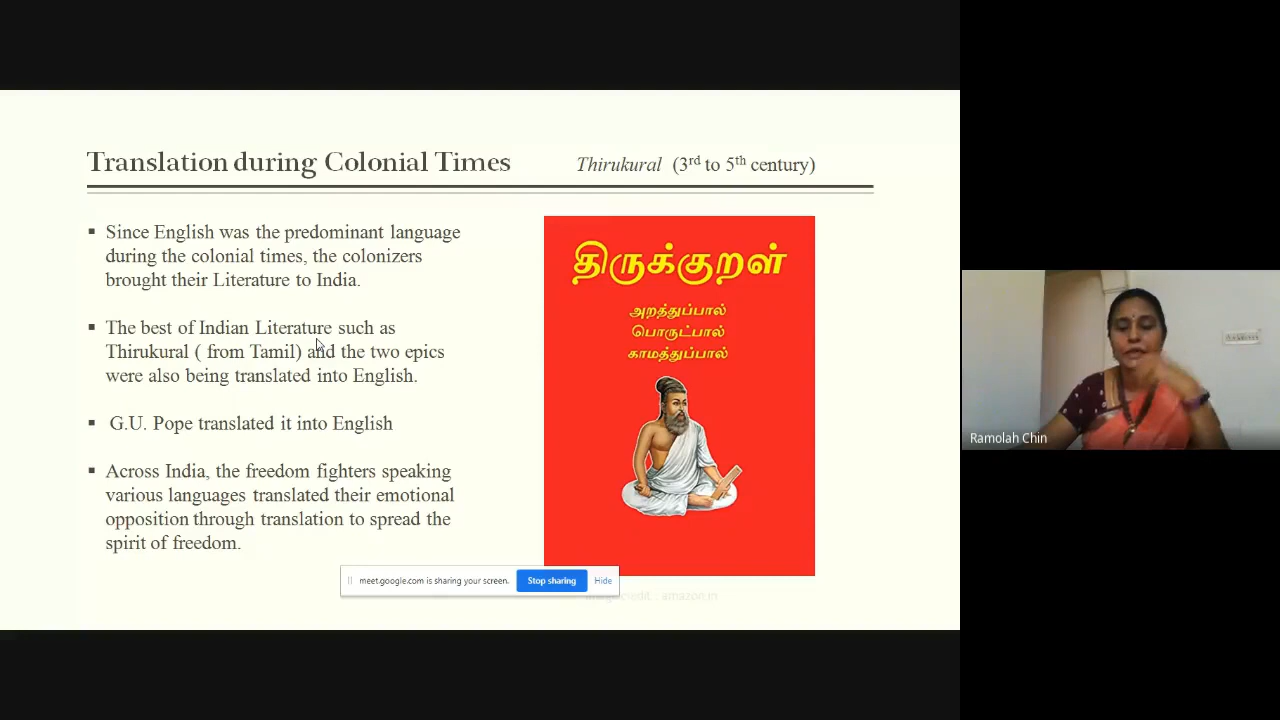 Translation during Colonial Times
Thirukural (3rd to 5th century)
▪ Since English was the predominant language
during the colonial times, the colonizers
brought their Literature to India.
▪ The best of Indian Literature such as
Thirukural ( from Tamil) and the two epics
were also being translated into English.
▪ G.U. Pope translated it into English
▪ Across India, the freedom fighters speaking
various languages translated their emotional
opposition through translation to spread the
spirit of freedom.
திருக்குறள்
அறத்துப்பால்
பொருட்பால்
காமத்துப்பால்
meet.google.com is sharing your screen. Stop sharing Hide
credit : amazon.in
Ramolah Chin